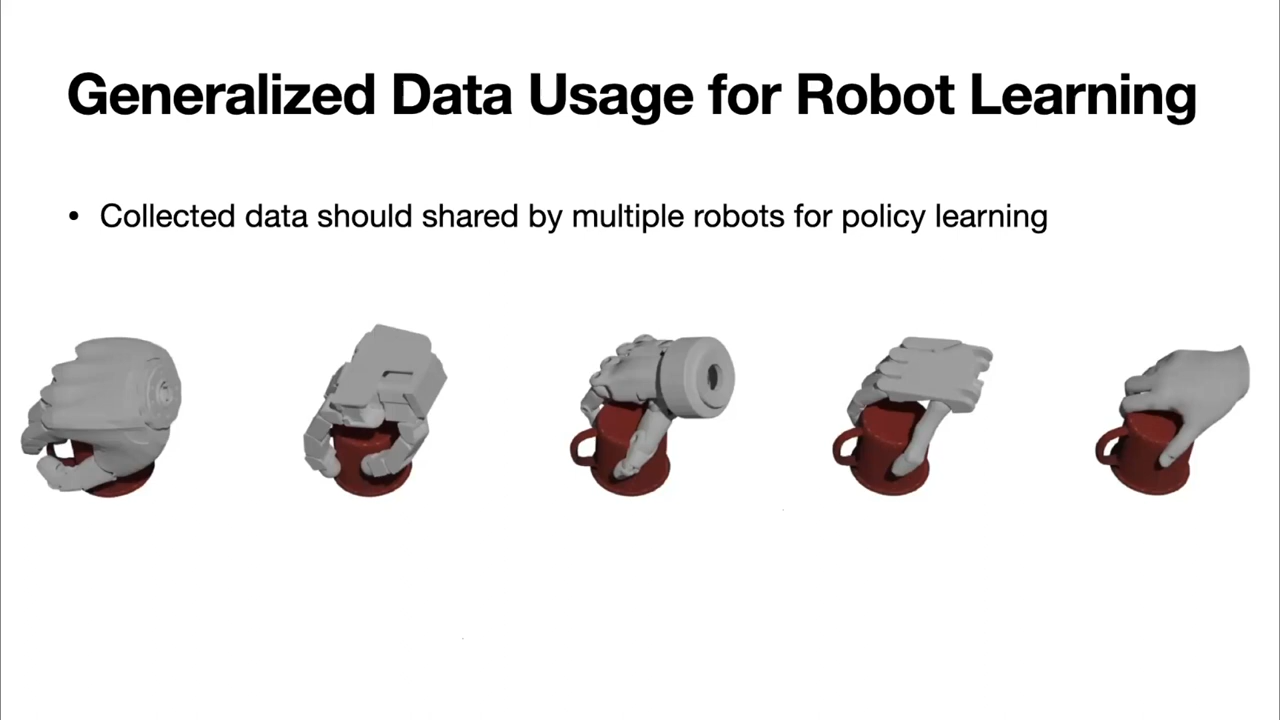 Generalized Data Usage for Robot Learning
• Collected data should shared by multiple robots for policy learning